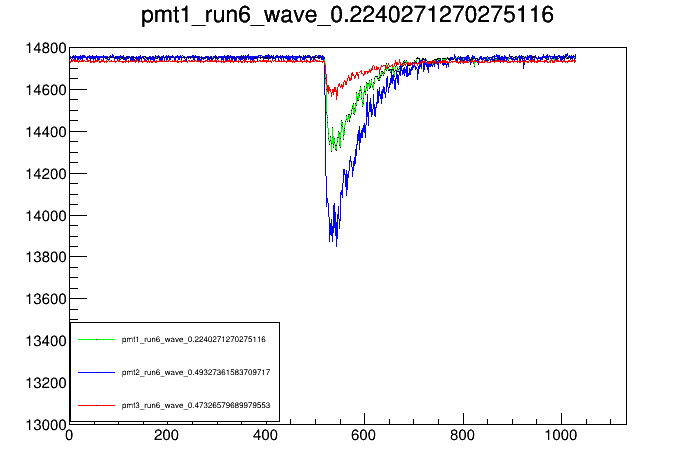 pmt1_run6_wave_0.2240271270275116
14800
14600
14400
14200
14000
13800
13600
13400
13200
13000
pmt1_run6_wave_0.2240271270275116
pmt2_run6_wave_0.49327361583709717
pmt3_run6_wave_0.47326579689979553
0 200 400 600 800 1000